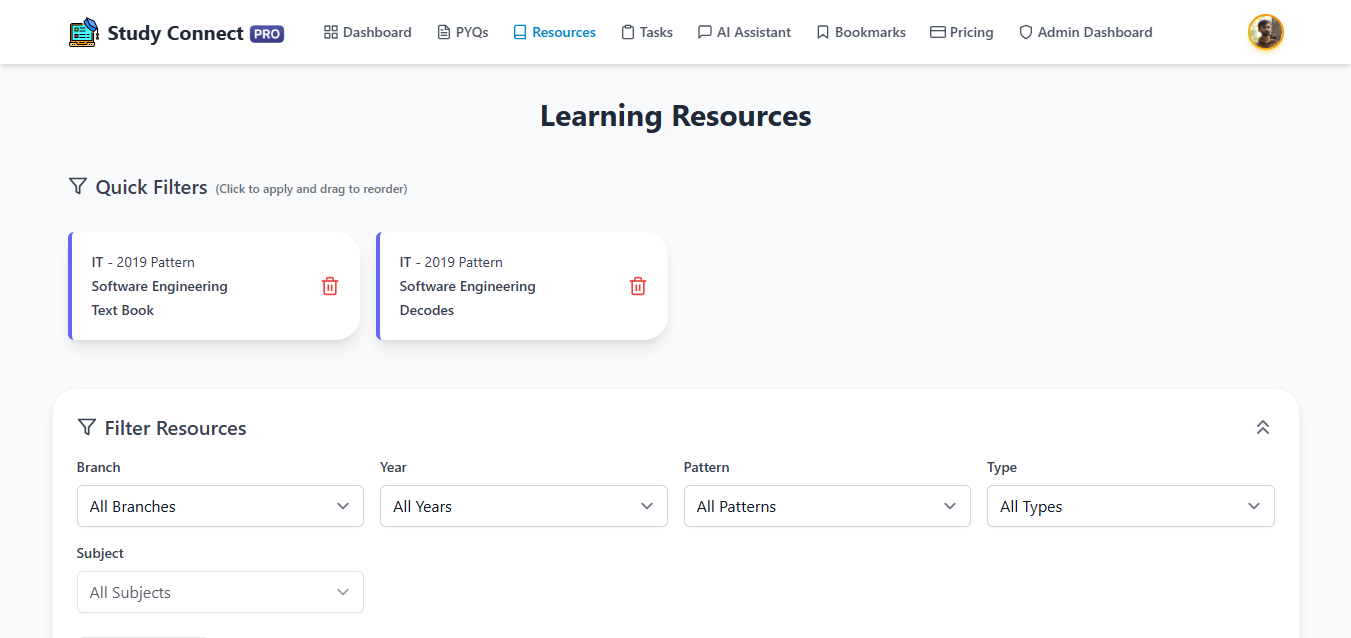 Study Connect PRO
Dashboard PYQs Resources Tasks AI Assistant Bookmarks Pricing Admin Dashboard
Learning Resources
Quick Filters (Click to apply and drag to reorder)
IT - 2019 Pattern
Software Engineering
Text Book
IT - 2019 Pattern
Software Engineering
Decodes
Filter Resources
Branch Year Pattern Type
All Branches All Years All Patterns All Types
Subject
All Subjects